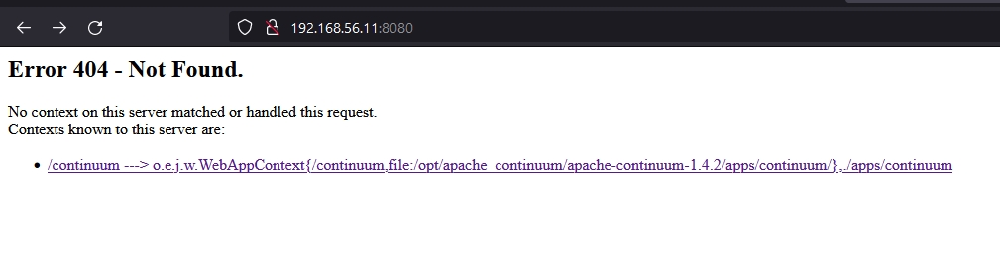 192.168.56.11:8080
Error 404 - Not Found.
No context on this server matched or handled this request.
Contexts known to this server are:
/continuum ---> o.e.j.w.WebAppContext{/continuum,file:/opt/apache_continuum/apache-continuum-1.4.2/apps/continuum/},./apps/continuum